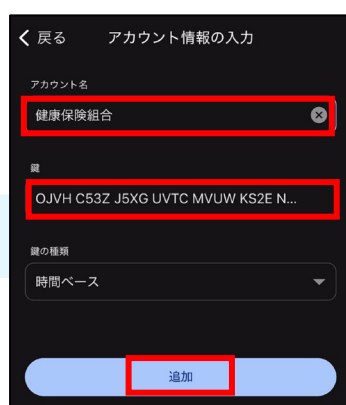 戻る アカウント情報の入力
アカウント名
健康保険組合
鍵
OJVH C53Z J5XG UVTC MVUW KS2E N...
鍵の種類
時間ベース
追加